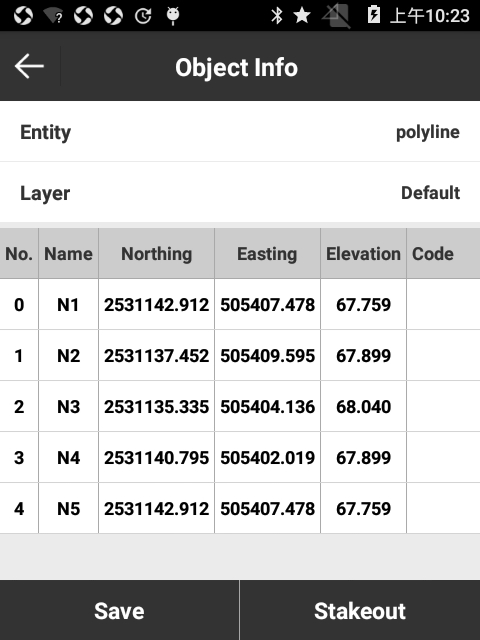 上午10:23
Object Info
Entity polyline
Layer Default
No. Name Northing Easting Elevation Code
0 N1 2531142.912 505407.478 67.759
1 N2 2531137.452 505409.595 67.899
2 N3 2531135.335 505404.136 68.040
3 N4 2531140.795 505402.019 67.899
4 N5 2531142.912 505407.478 67.759
Save Stakeout